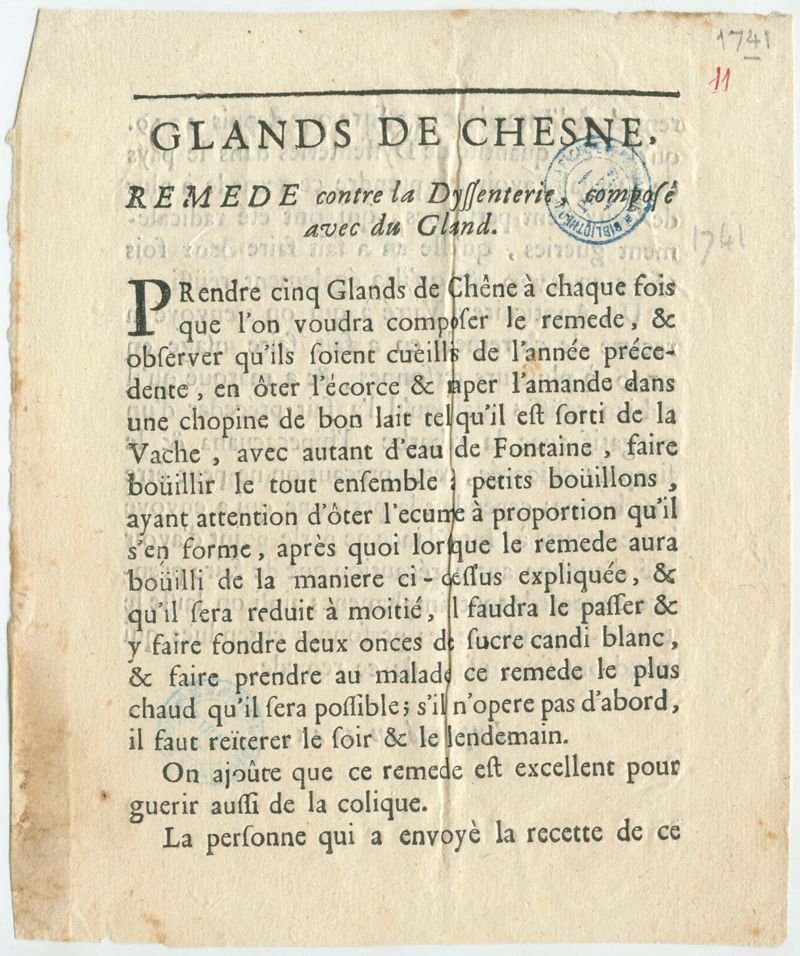 1741
11
GLANDS DE CHESNE,
REMEDE contre la Dyſſenterie, compoſé
avec du Gland.
1741
PRendre cinq Glands de Chêne à chaque fois
que l'on voudra compoſer le remede, &
obſerver qu'ils ſoient cuëillis de l'année préce-
dente, en ôter l'écorce & raper l'amande dans
une chopine de bon lait tel qu'il eſt ſorti de la
Vache, avec autant d'eau de Fontaine, faire
boüillir le tout enſemble à petits boüillons,
ayant attention d'ôter l'ecume à proportion qu'il
s'en forme, après quoi lorſque le remede aura
boüilli de la maniere ci-deſſus expliquée, &
qu'il ſera reduit à moitié, il faudra le paſſer &
y faire fondre deux onces de ſucre candi blanc,
& faire prendre au malade ce remede le plus
chaud qu'il ſera poſſible; s'il n'opere pas d'abord,
il faut reïterer le ſoir & le lendemain.
On ajoûte que ce remede eſt excellent pour
guerir auſſi de la colique.
La perſonne qui a envoyè la recette de ce